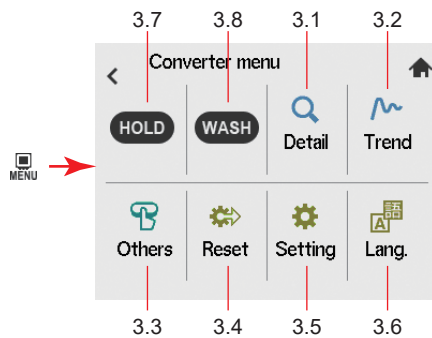 3.7 3.8 3.1 3.2
Converter menu
HOLD WASH Detail Trend
MENU
語
A
Others Reset Setting Lang.
3.3 3.4 3.5 3.6